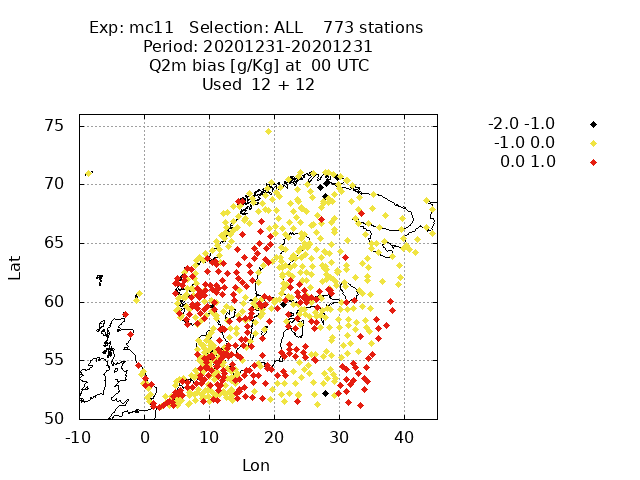 Exp: mc11   Selection: ALL    773 stations
Period: 20201231-20201231
Q2m bias [g/Kg] at  00 UTC
Used  12 + 12
-2.0 -1.0
-1.0 0.0
0.0 1.0
75
70
65
60
55
50
Lat
-10 0 10 20 30 40
Lon